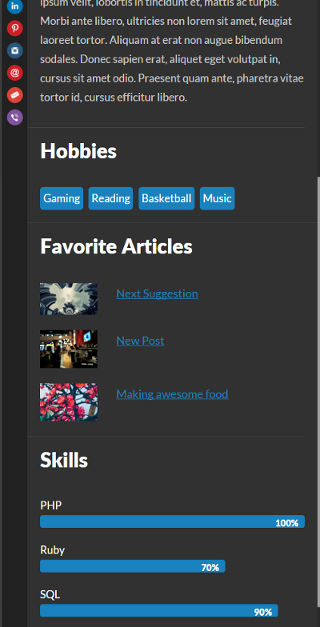 ipsum velit, lobortis in tincidunt et, mattis ac turpis.
Morbi ante libero, ultricies non lorem sit amet, feugiat
laoreet tortor. Aliquam at erat non augue bibendum
sodales. Donec sapien erat, aliquet eget volutpat in,
cursus sit amet odio. Praesent quam ante, pharetra vitae
tortor id, cursus efficitur libero.
Hobbies
Gaming Reading Basketball Music
Favorite Articles
Next Suggestion
New Post
Making awesome food
Skills
PHP
100%
Ruby
70%
SQL
90%